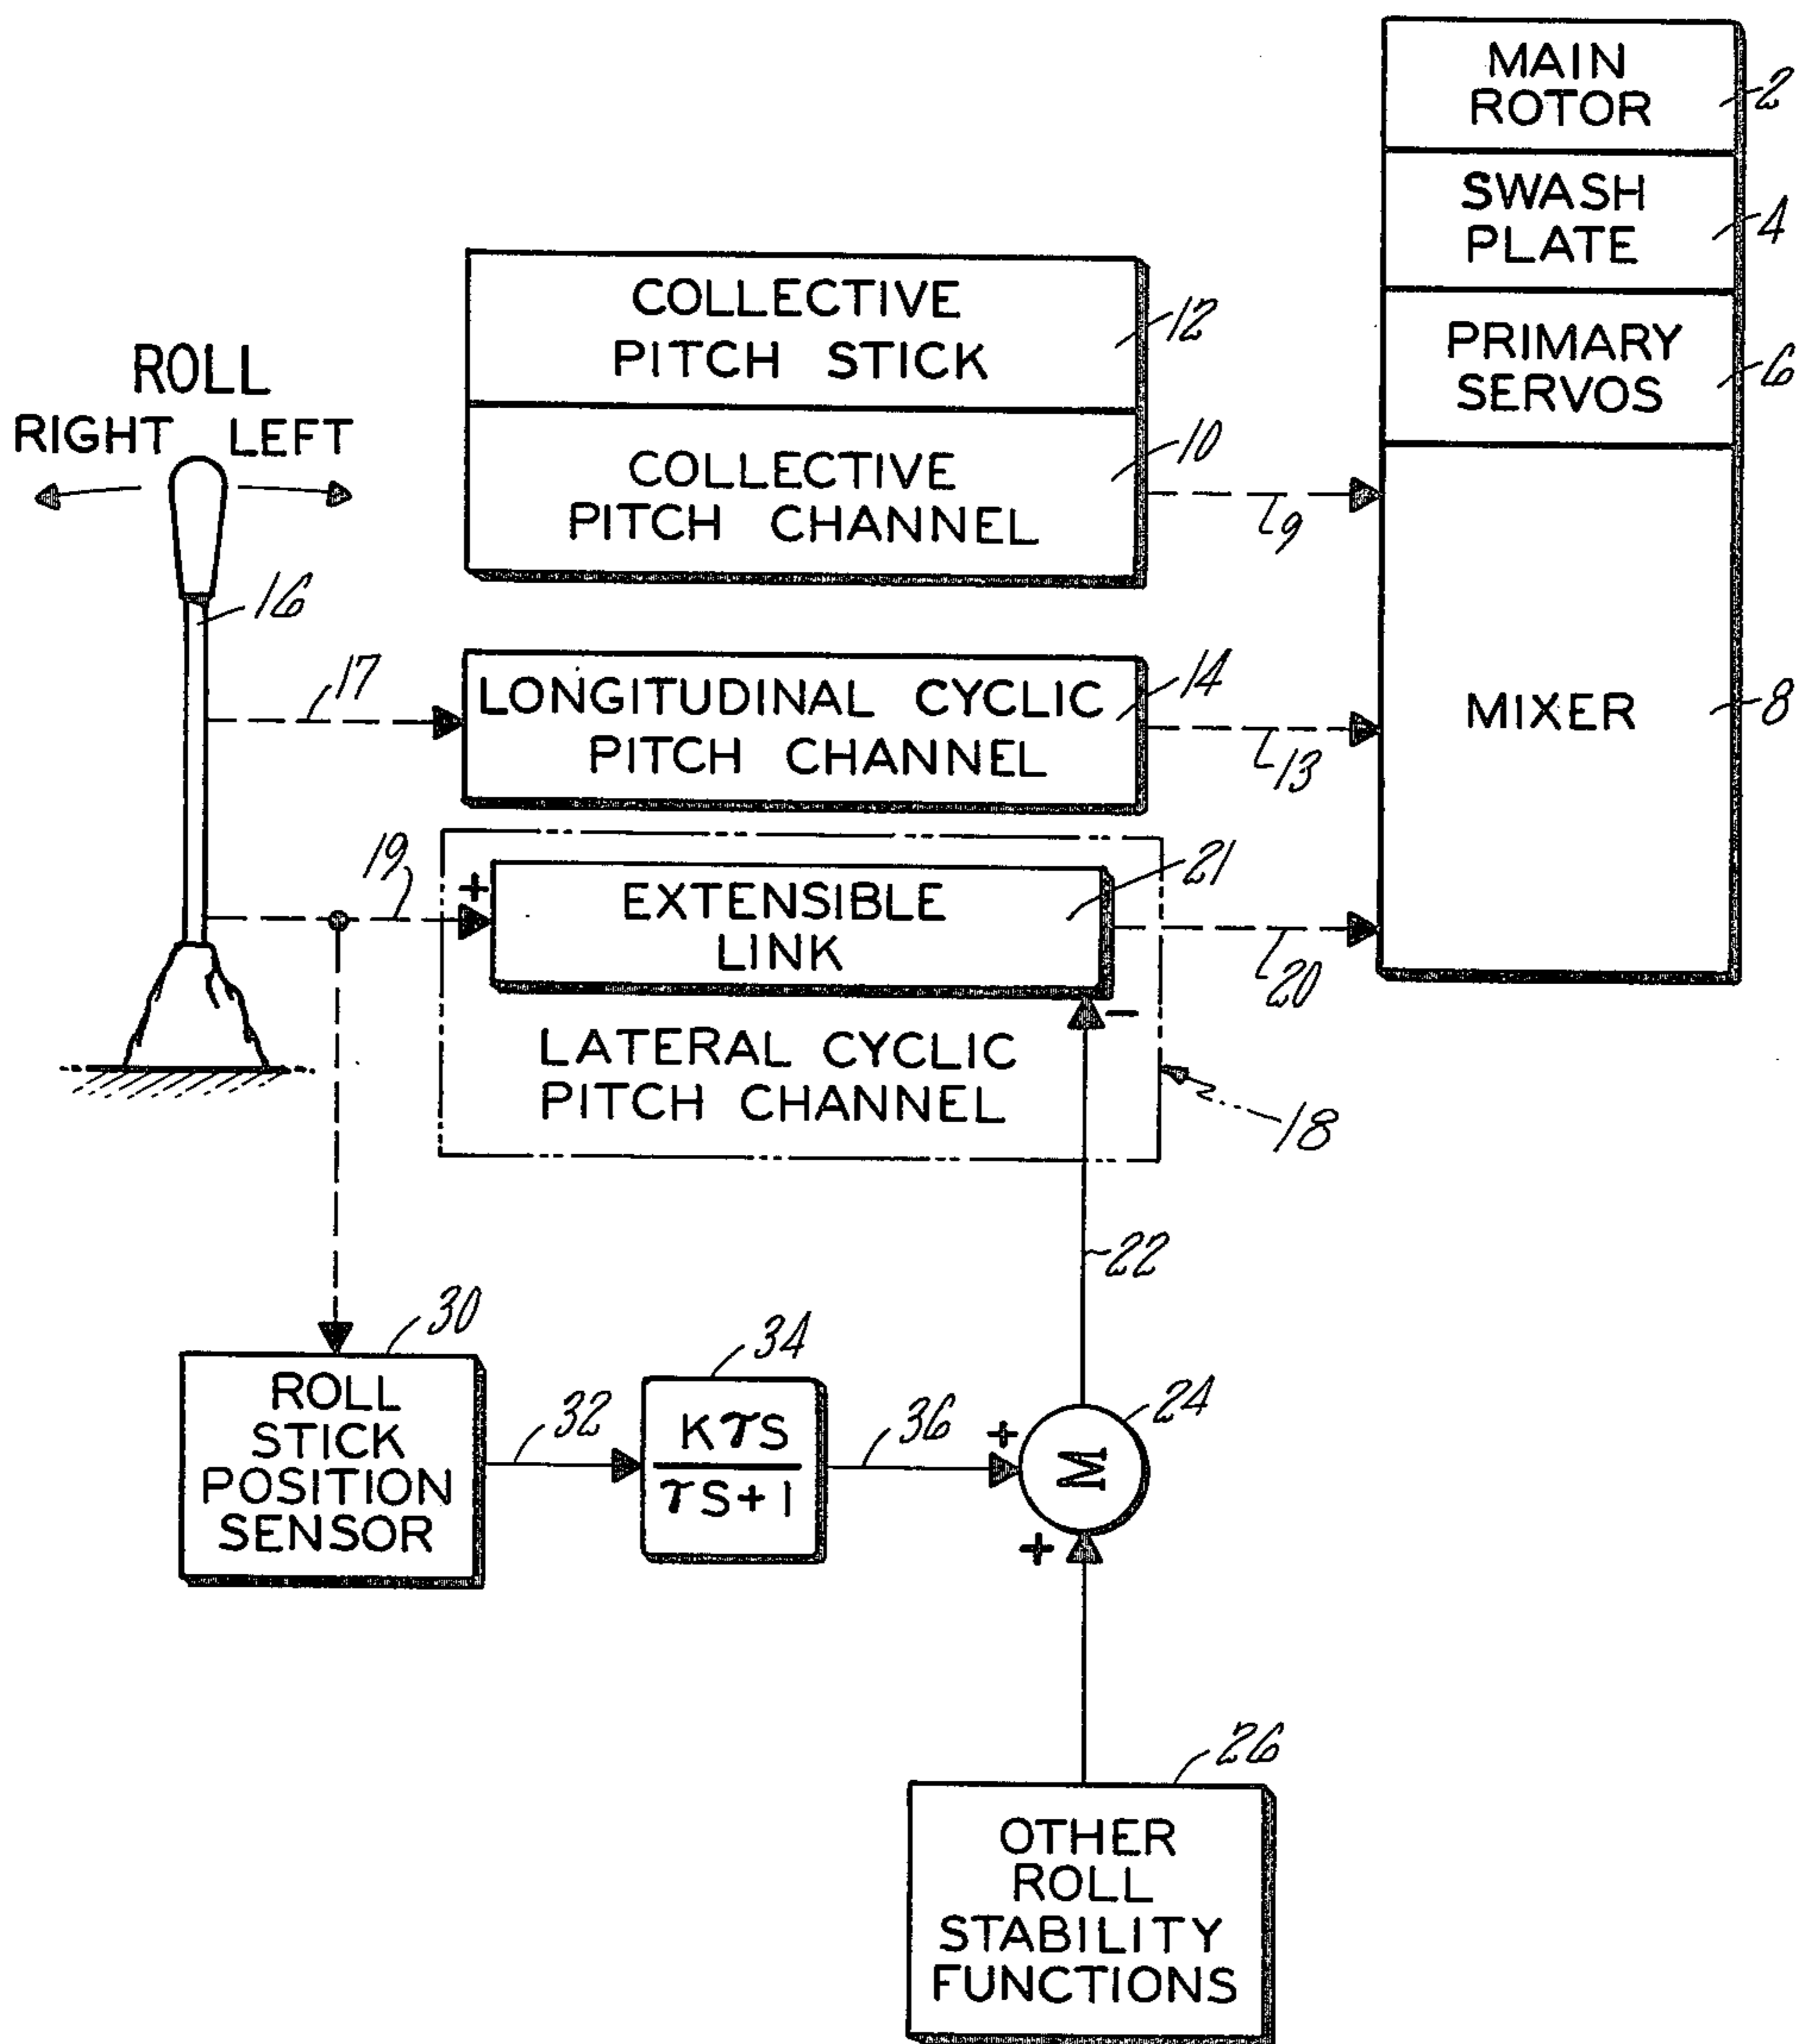 MAIN
ROTOR
2
SWASH
PLATE
4
PRIMARY
SERVOS
6
MIXER
8
COLLECTIVE
PITCH STICK
12
COLLECTIVE
PITCH CHANNEL
10
9
ROLL
RIGHT LEFT
16
17
LONGITUDINAL CYCLIC
PITCH CHANNEL
14
13
19
+
EXTENSIBLE
LINK
21
20
-
LATERAL CYCLIC
PITCH CHANNEL
18
22
30
ROLL
STICK
POSITION
SENSOR
32
34
KτS
τS+1
36
+
Σ
24
+
26
OTHER
ROLL
STABILITY
FUNCTIONS